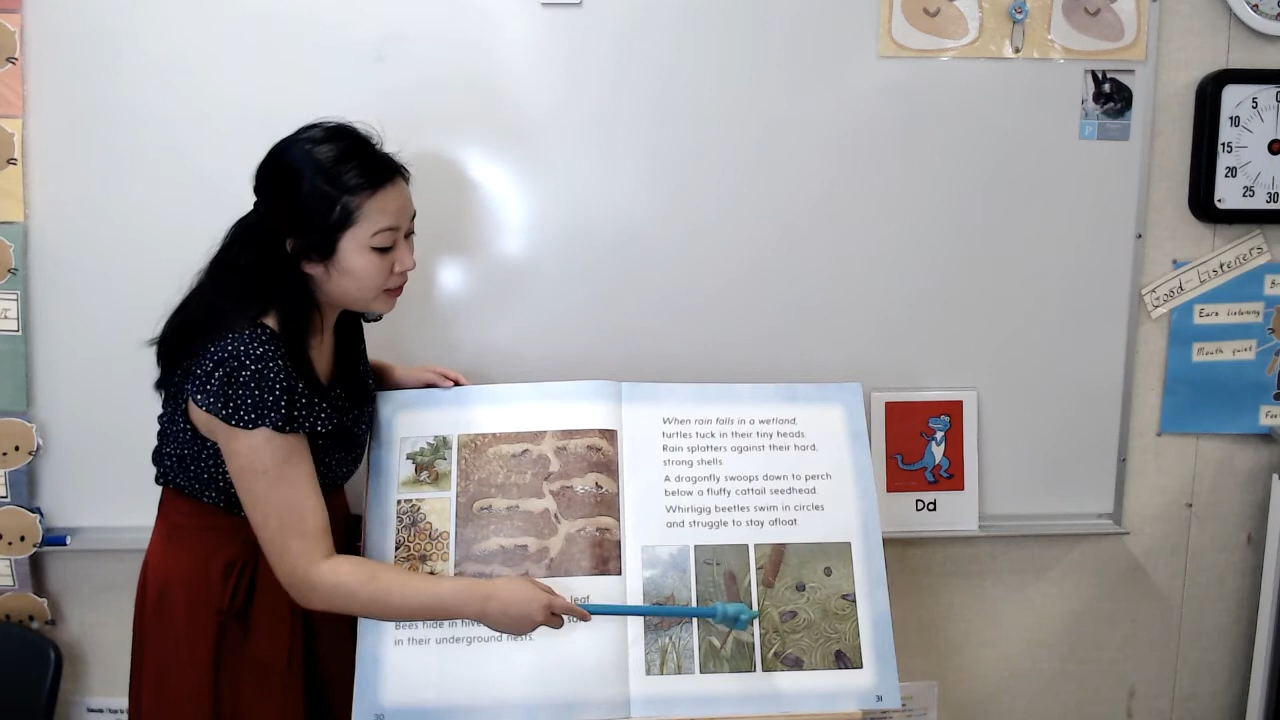 When rain falls in a wetland,
turtles tuck in their tiny heads.
Rain splatters against their hard,
strong shells.
A dragonfly swoops down to perch
below a fluffy cattail seedhead.
Whirligig beetles swim in circles
and struggle to stay afloat.
leaf.
Bees hide in
in their underground nests.
30
31
Dd
P
5 0
10
15
20
25 30
Good Listeners
Ears listening
Mouth quiet